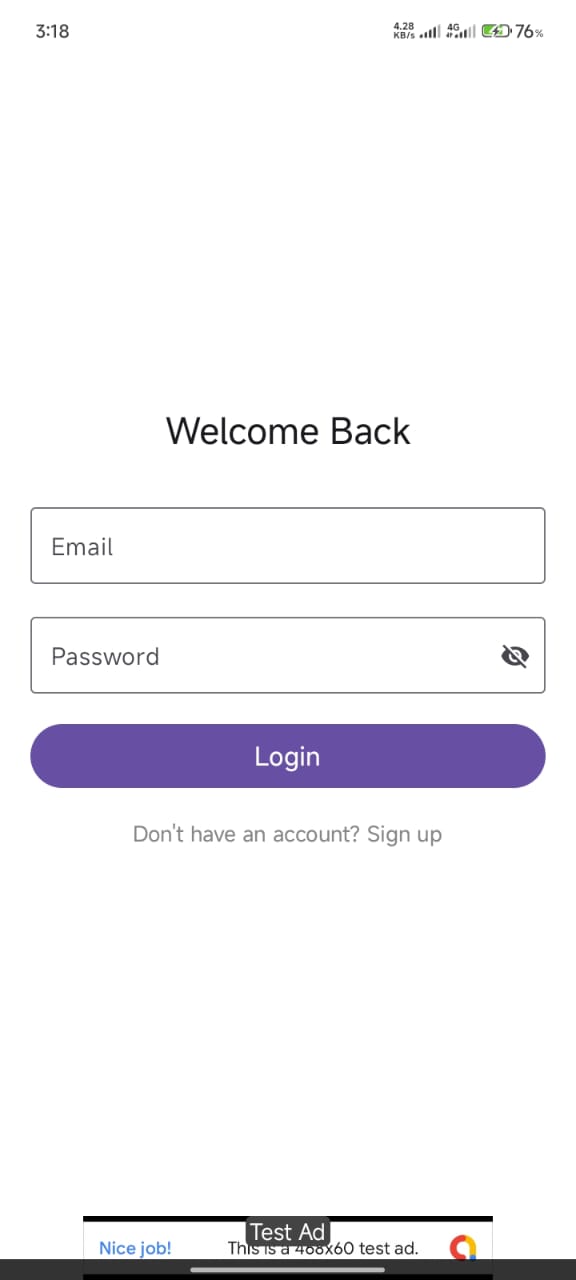 3:18
4.28
KB/s
4G
76%
Welcome Back
Email
Password
Login
Don't have an account? Sign up
Test Ad
Nice job!
This is a 468x60 test ad.